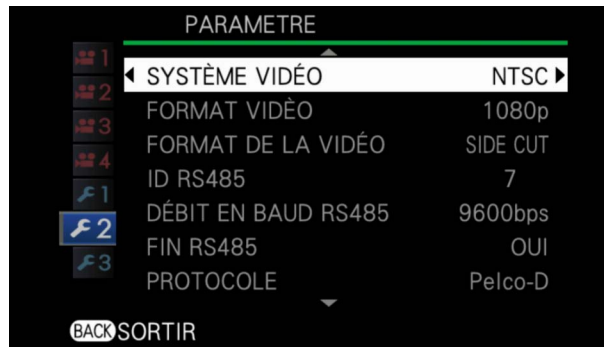 PARAMETRE
1
2
3
4
1
2
3
SYSTÈME VIDÉO NTSC
FORMAT VIDÈO 1080p
FORMAT DE LA VIDÉO SIDE CUT
ID RS485 7
DÉBIT EN BAUD RS485 9600bps
FIN RS485 OUI
PROTOCOLE Pelco-D
BACK SORTIR